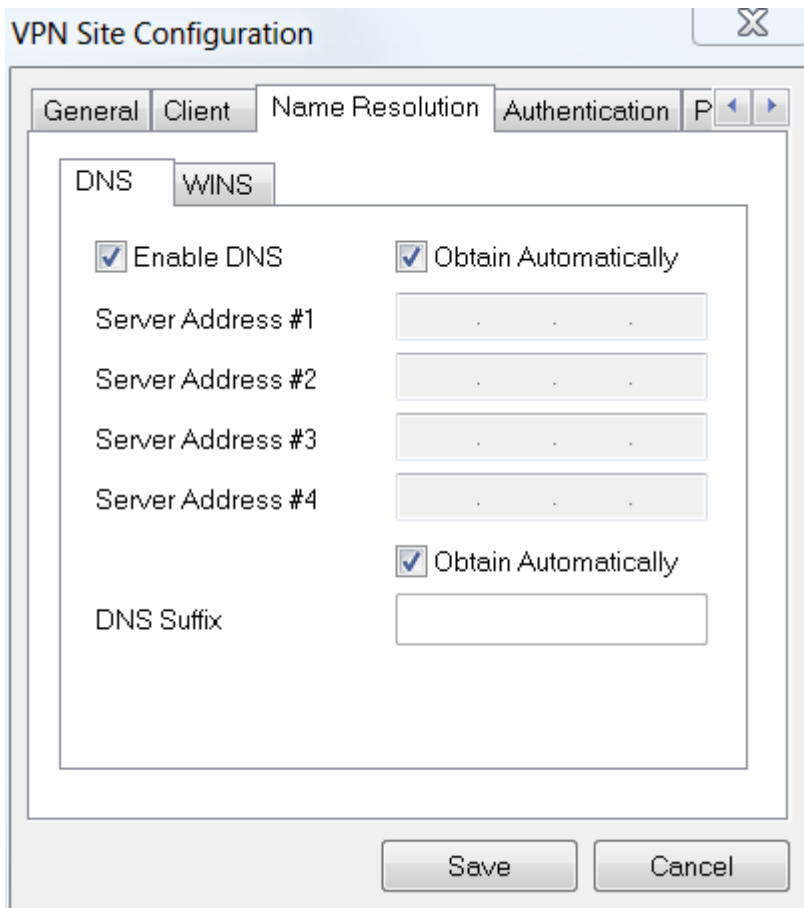 VPN Site Configuration
General Client Name Resolution Authentication P
DNS WINS
Enable DNS Obtain Automatically
Server Address #1 . . .
Server Address #2 . . .
Server Address #3 . . .
Server Address #4 . . .
Obtain Automatically
DNS Suffix
Save Cancel